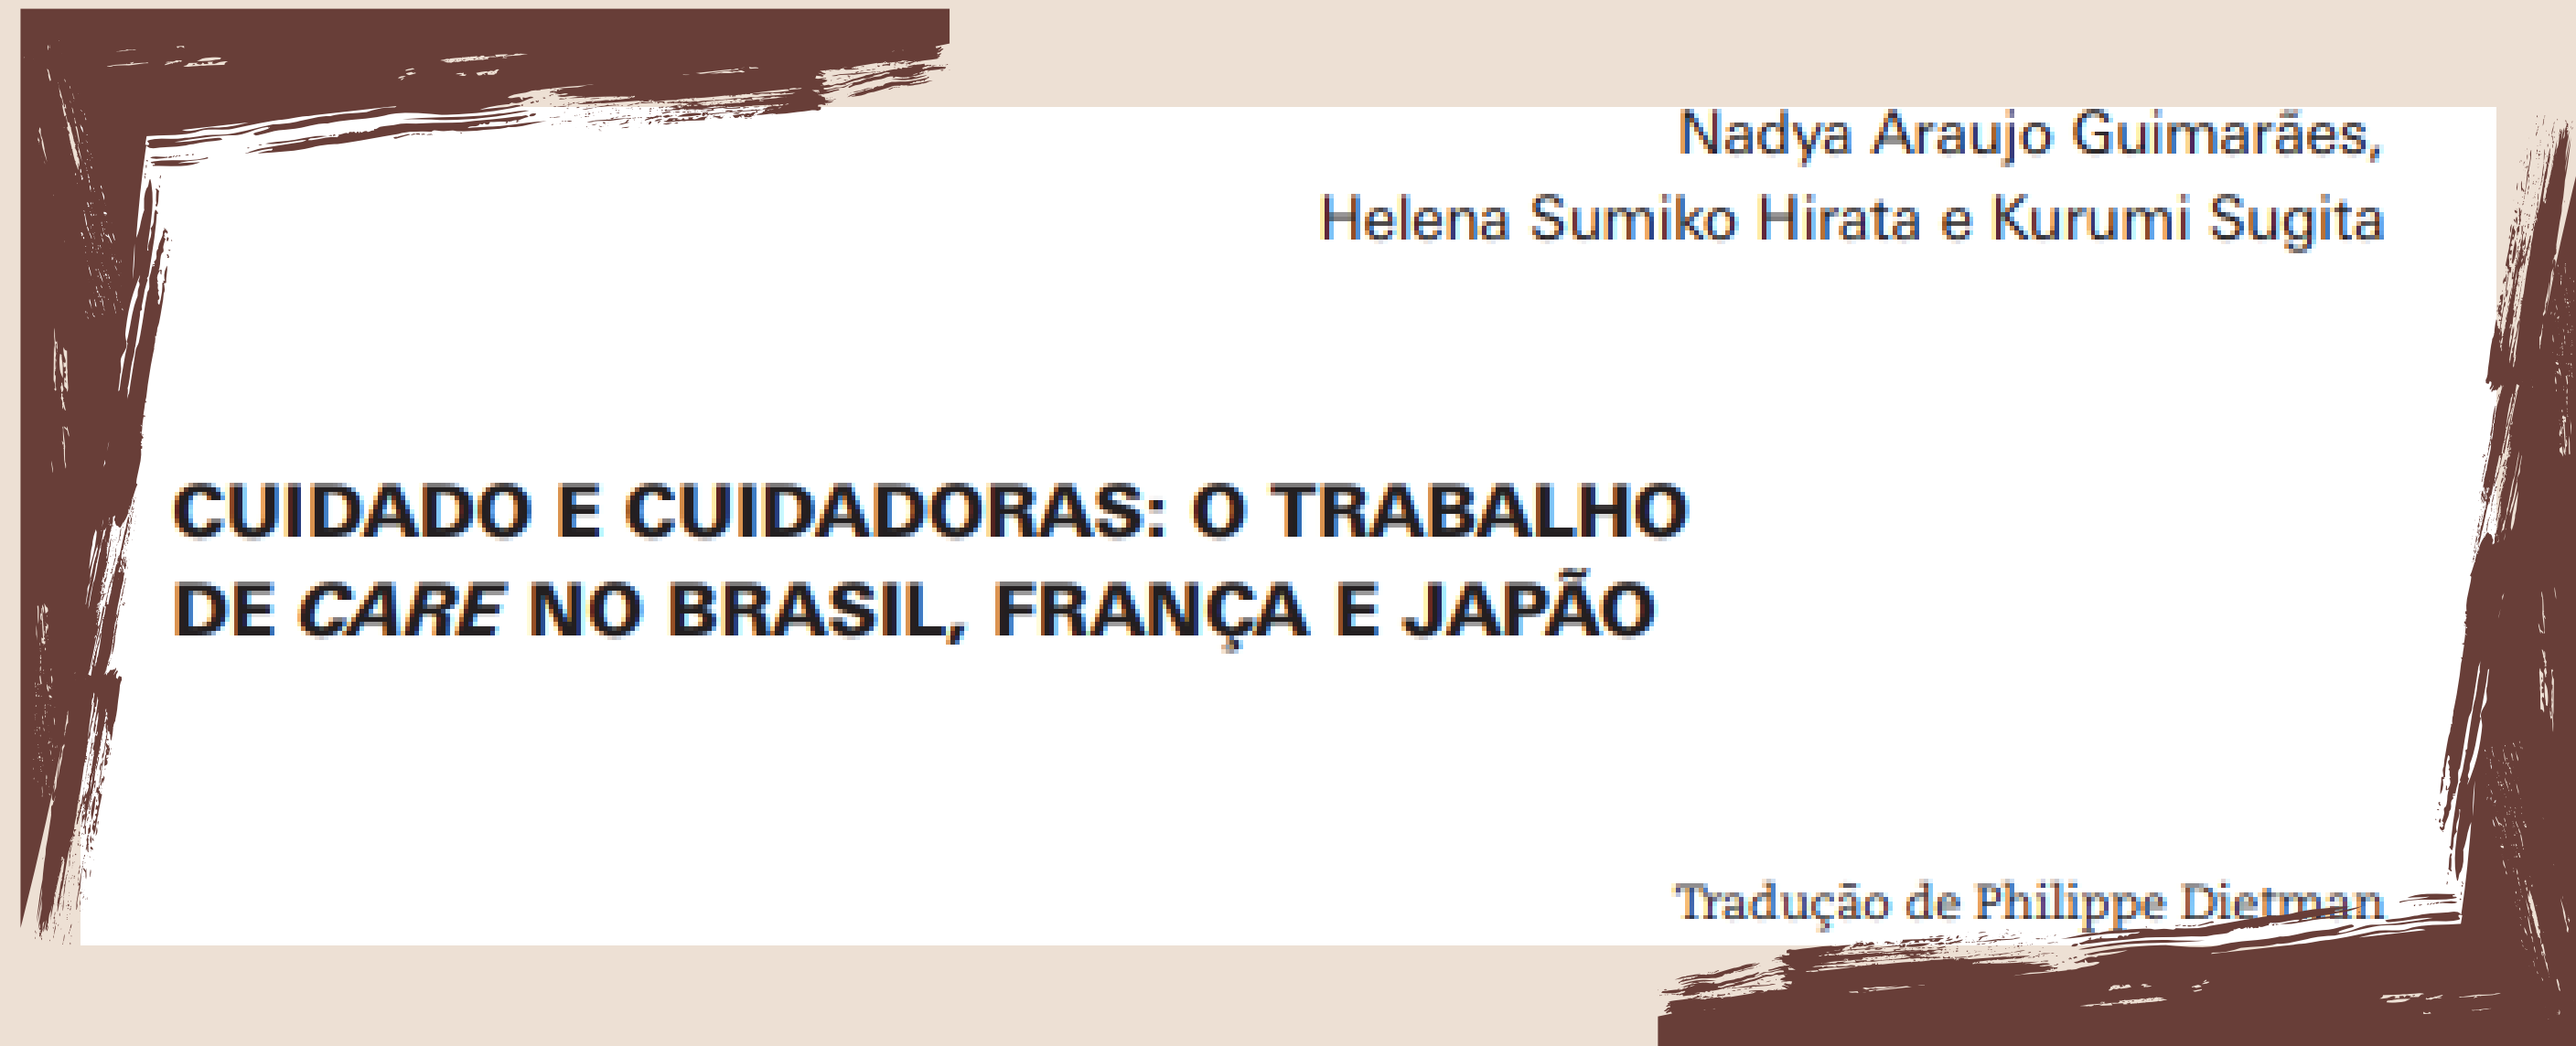 Nadya Araujo Guimarães,
Helena Sumiko Hirata e Kurumi Sugita
CUIDADO E CUIDADORAS: O TRABALHO
DE CARE NO BRASIL, FRANÇA E JAPÃO
Tradução de Philippe Dietman